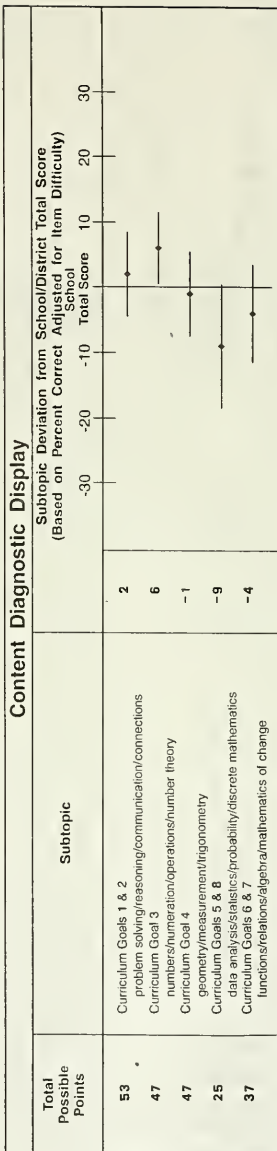 Content Diagnostic Display
Total
Possible
Points
Subtopic
Subtopic Deviation from School/District Total Score
(Based on Percent Correct Adjusted for Item Difficulty)
School
Total Score
-30 -20 -10 10 20 30
53 Curriculum Goals 1 & 2 2
problem solving/reasoning/communication/connections
47 Curriculum Goal 3 6
numbers/numeration/operations/number theory
47 Curriculum Goal 4 -1
geometry/measurement/trigonometry
25 Curriculum Goals 5 & 8 -9
data analysis/statistics/probability/discrete mathematics
37 Curriculum Goals 6 & 7 -4
functions/relations/algebra/mathematics of change